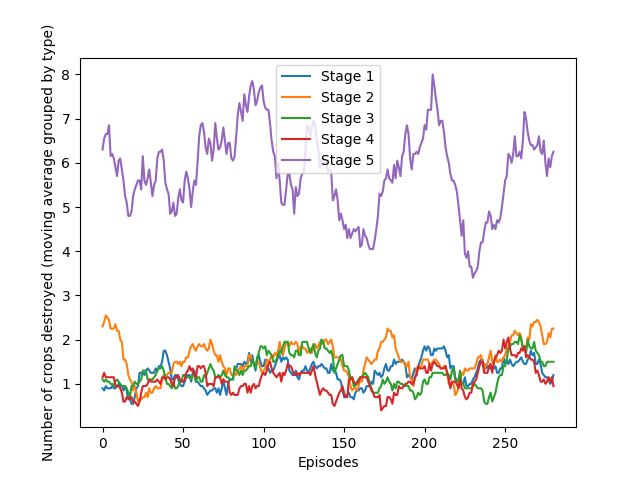 Number of crops destroyed (moving average grouped by type)
8
7
6
5
4
3
2
1
0
50
100
150
200
250
Episodes
Stage 1
Stage 2
Stage 3
Stage 4
Stage 5